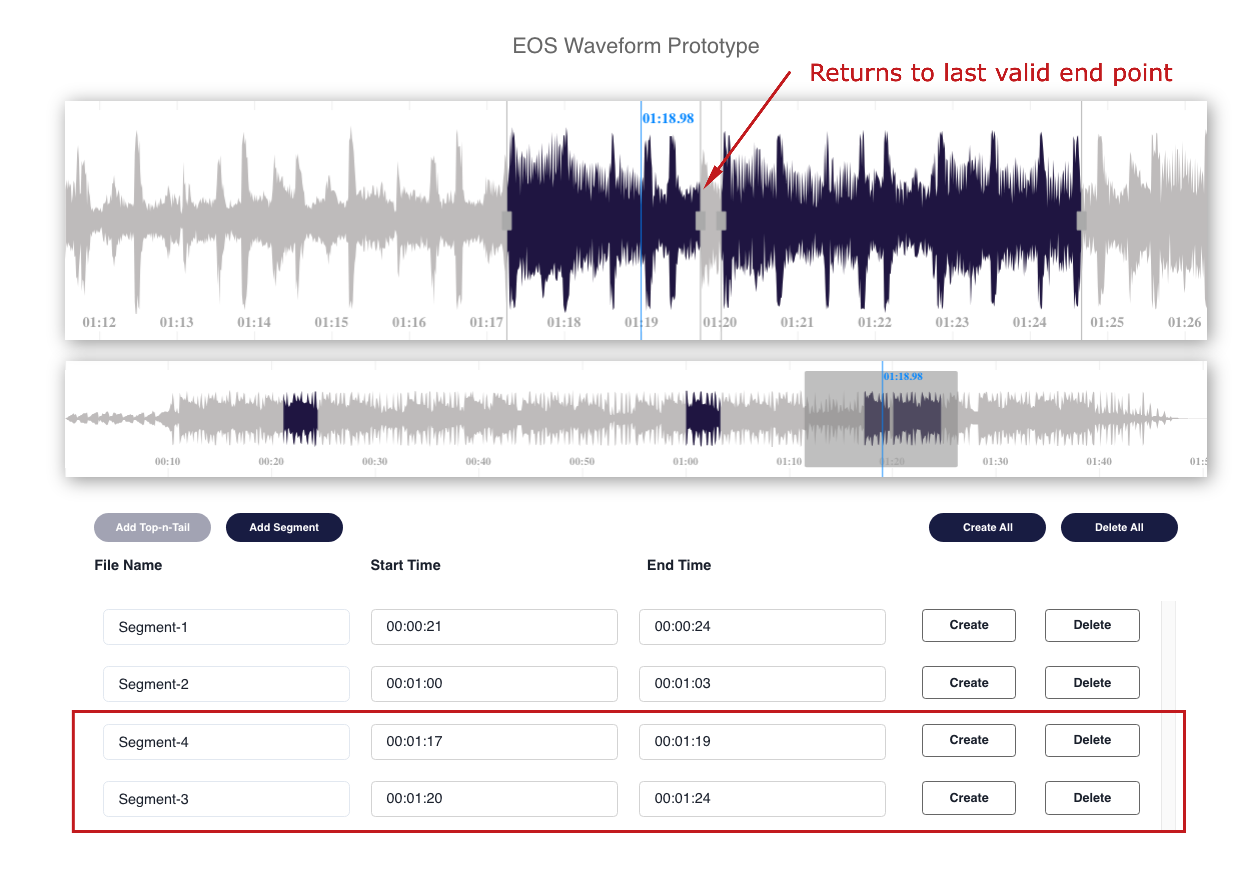 EOS Waveform Prototype
Returns to last valid end point
01:18.98
01:12 01:13 01:14 01:15 01:16 01:17 01:18 01:19 01:20 01:21 01:22 01:23 01:24 01:25 01:26
01:18.98
00:10 00:20 00:30 00:40 00:50 01:00 01:10 01:20 01:30 01:40
Add Top-n-Tail Add Segment Create All Delete All
File Name Start Time End Time
Segment-1 00:00:21 00:00:24 Create Delete
Segment-2 00:01:00 00:01:03 Create Delete
Segment-4 00:01:17 00:01:19 Create Delete
Segment-3 00:01:20 00:01:24 Create Delete